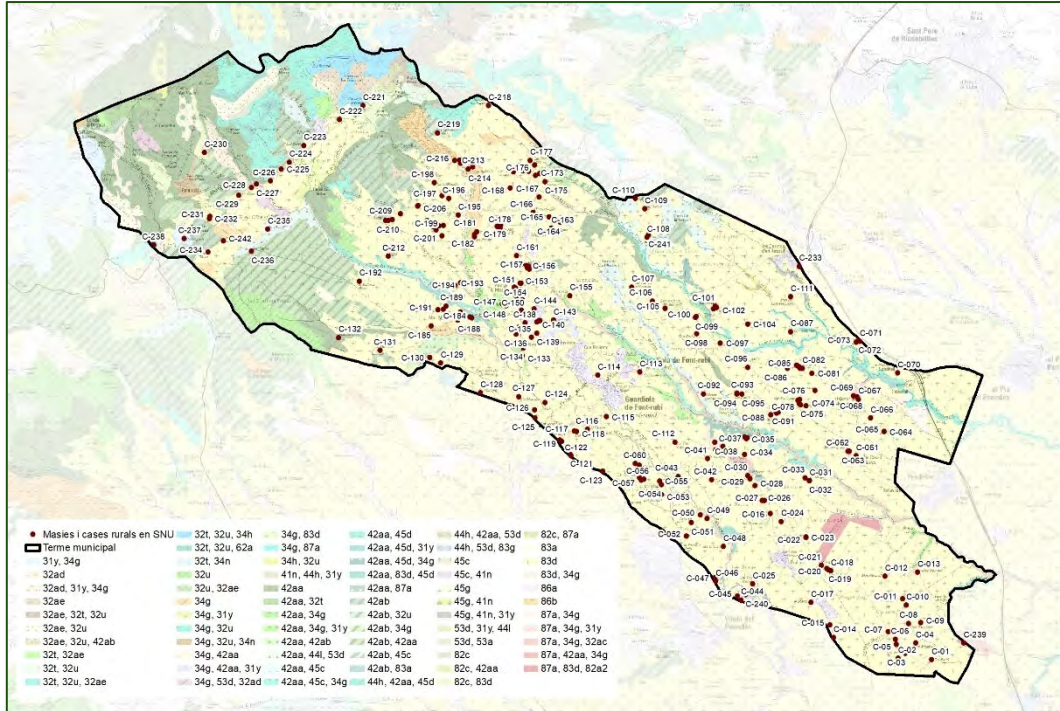 Sant Pere
de Riudebitlles
C-221
C-218
C-222
C-219
C-223
C-230
C-224
C-216
C-213
C-177
C-225
C-214
C-176
C-173
C-226
C-198
C-168
C-167
C-175
C-228
C-227
C-197
C-196
C-110
C-206
C-195
C-166
C-109
C-231
C-232
C-209
C-199
C-181
C-178
C-165
C-163
C-235
C-210
C-164
C-237
C-201
C-182
C-179
C-108
C-238
C-242
C-241
C-234
C-236
C-212
C-161
C-157
C-156
C-233
C-192
C-194
C-193
C-151
C-153
C-107
C-154
C-155
C-106
C-111
C-189
C-147
C-150
C-105
C-101
C-191
C-144
C-143
C-100
C-102
C-184
C-148
C-138
C-185
C-188
C-140
C-104
C-132
C-135
C-099
C-087
C-071
C-136
C-139
C-098
C-097
C-073
C-072
C-131
C-130
C-129
C-134
C-133
C-096
C-085
C-082
C-070
C-114
C-113
C-086
C-081
C-128
C-127
C-092
C-093
C-076
C-069
C-067
C-124
Guardiola
de Font-rubí
C-094
C-095
C-078
C-074
C-068
C-126
C-091
C-075
C-066
C-125
C-116
C-115
C-065
C-064
C-117
C-118
C-119
C-112
C-037
C-035
C-122
C-041
C-038
C-034
C-062
C-061
C-121
C-060
C-063
C-123
C-056
C-043
C-042
C-030
C-033
C-031
C-057
C-055
C-029
C-028
C-032
C-054
C-053
C-027
C-026
C-050
C-049
C-016
C-024
C-052
C-051
C-023
C-048
C-021
C-018
C-020
C-019
C-012
C-013
C-047
C-046
C-025
C-044
C-045
C-240
C-017
C-011
C-010
C-015
C-014
C-07
C-06
C-09
C-05
C-04
C-239
C-02
C-03
C-01
Masies i cases rurals en SNU
Terme municipal
31y, 34g
32ad
32ad, 31y, 34g
32ae
32ae, 32t, 32u
32ae, 32u
32ae, 32u, 42ab
32t, 32ae
32t, 32u
32t, 32u, 32ae
32t, 32u, 34h
32t, 32u, 62a
32t, 34n
32u
32u, 32ae
34g
34g, 31y
34g, 32u
34g, 32u, 34n
34g, 42aa
34g, 42aa, 31y
34g, 53d, 32ad
34g, 83d
34g, 87a
34h, 32u
41n, 44h, 31y
42aa
42aa, 32t
42aa, 34g
42aa, 34g, 31y
42aa, 42ab
42aa, 44l, 53d
42aa, 45c
42aa, 45c, 34g
42aa, 45d
42aa, 45d, 31y
42aa, 45d, 34g
42aa, 83d, 45d
42aa, 87a
42ab
42ab, 32u
42ab, 34g
42ab, 42aa
42ab, 45c
42ab, 83a
44h, 42aa, 45d
44h, 42aa, 53d
44h, 53d, 83g
45c
45c, 41n
45g
45g, 41n
45g, 41n, 31y
53d, 31y, 44l
53d, 53a
82c
82c, 42aa
82c, 83d
82c, 87a
83a
83d
83d, 34g
86a
86b
87a, 34g
87a, 34g, 31y
87a, 34g, 32ac
87a, 42aa, 34g
87a, 83d, 82a2